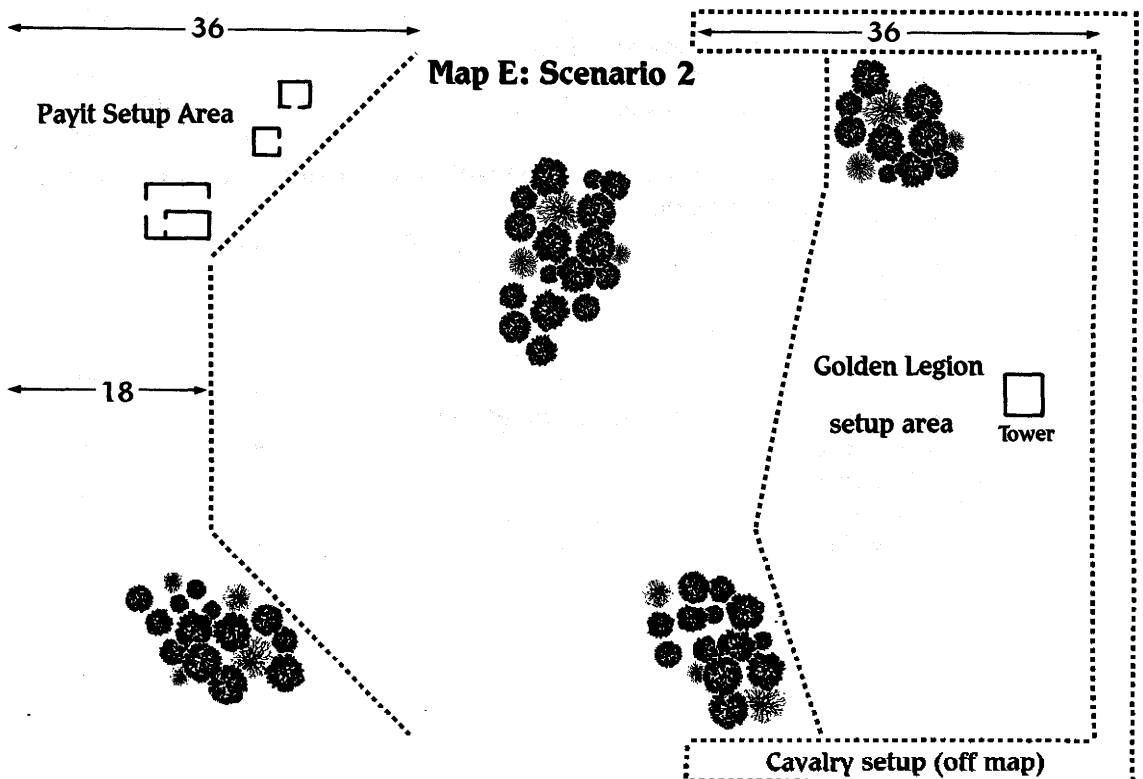 36
36
Map E: Scenario 2
Payit Setup Area
18
Golden Legion
setup area
Tower
Cavalry setup (off map)